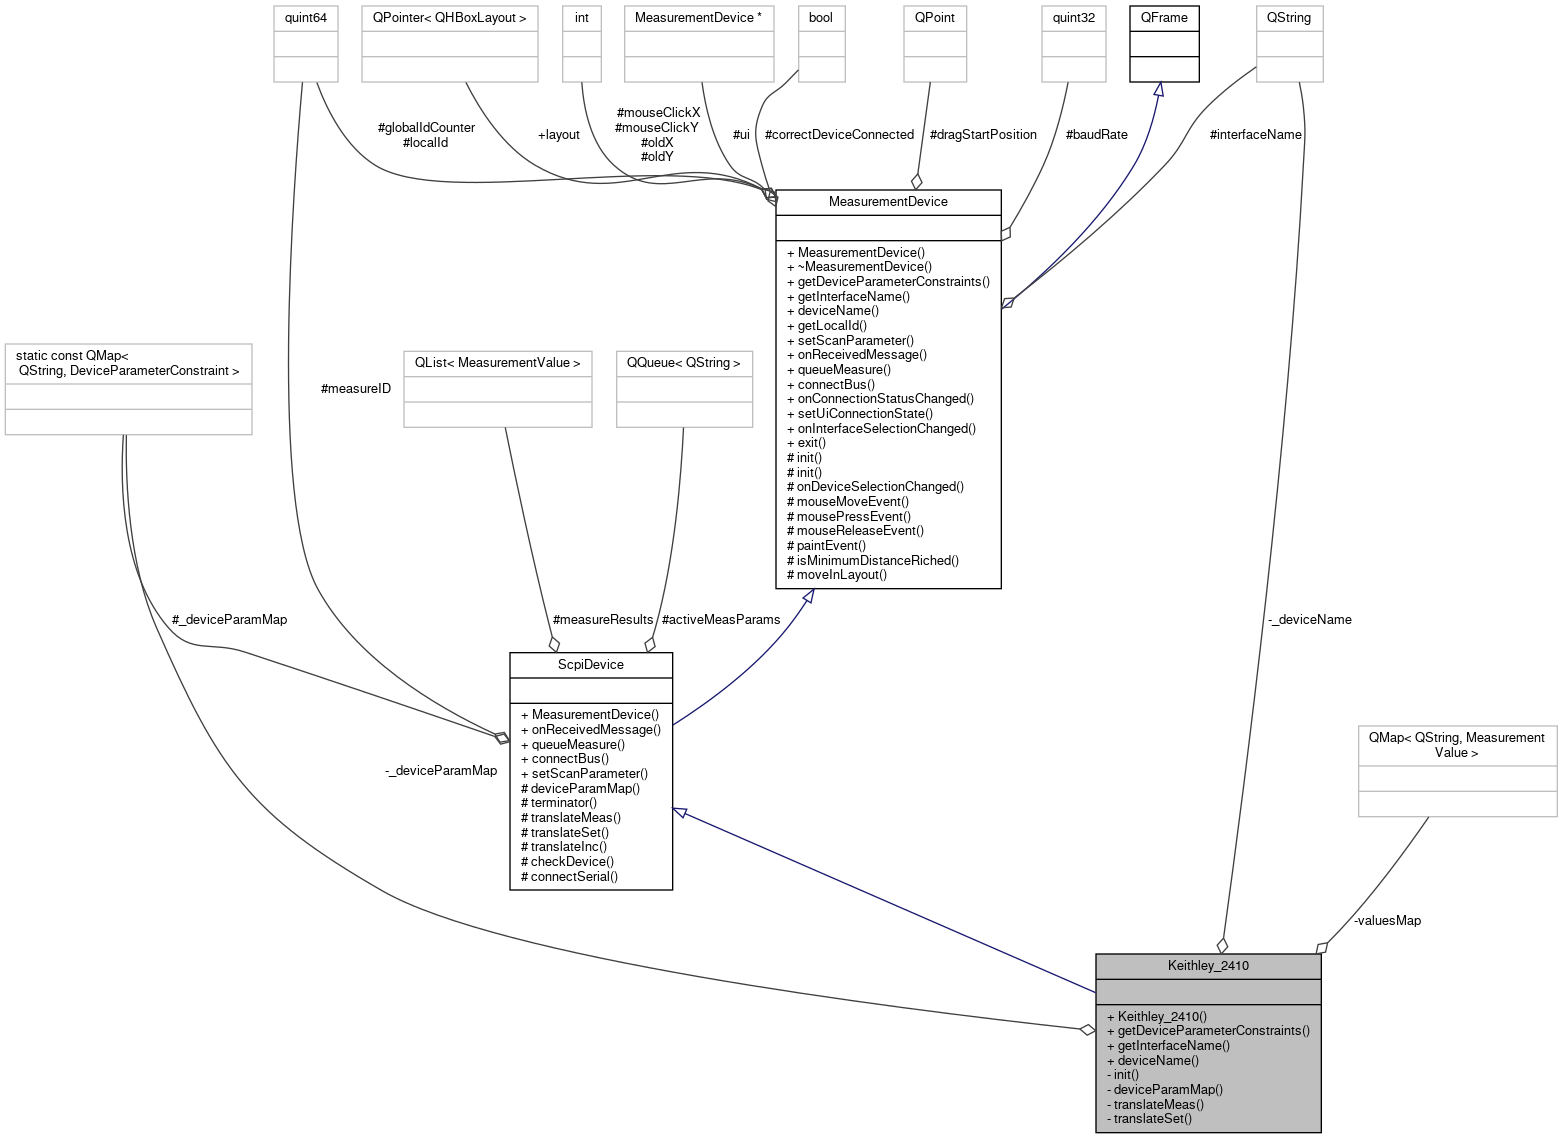 quint64
QPointer< QHBoxLayout >
int
MeasurementDevice *
bool
QPoint
quint32
QFrame
QString
#globalIdCounter
#localId
+layout
#mouseClickX
#mouseClickY
#oldX
#oldY
#ui
#correctDeviceConnected
#dragStartPosition
#baudRate
#interfaceName
MeasurementDevice
+ MeasurementDevice()
+ ~MeasurementDevice()
+ getDeviceParameterConstraints()
+ getInterfaceName()
+ deviceName()
+ getLocalId()
+ setScanParameter()
+ onReceivedMessage()
+ queueMeasure()
+ connectBus()
+ onConnectionStatusChanged()
+ setUiConnectionState()
+ onInterfaceSelectionChanged()
+ exit()
# init()
# init()
# onDeviceSelectionChanged()
# mouseMoveEvent()
# mousePressEvent()
# mouseReleaseEvent()
# paintEvent()
# isMinimumDistanceRiched()
# moveInLayout()
static const QMap<
QString, DeviceParameterConstraint >
#measureID
QList< MeasurementValue >
QQueue< QString >
#_deviceParamMap
#measureResults
#activeMeasParams
-_deviceName
ScpiDevice
+ MeasurementDevice()
+ onReceivedMessage()
+ queueMeasure()
+ connectBus()
+ setScanParameter()
# deviceParamMap()
# terminator()
# translateMeas()
# translateSet()
# translateInc()
# checkDevice()
# connectSerial()
-_deviceParamMap
QMap< QString, Measurement
Value >
-valuesMap
Keithley_2410
+ Keithley_2410()
+ getDeviceParameterConstraints()
+ getInterfaceName()
+ deviceName()
- init()
- deviceParamMap()
- translateMeas()
- translateSet()